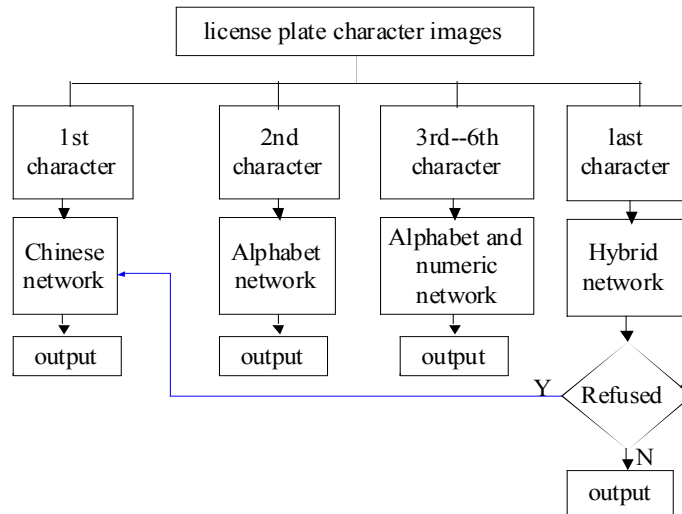 license plate character images
1st
character
2nd
character
3rd--6th
character
last
character
Chinese
network
Alphabet
network
Alphabet and
numeric
network
Hybrid
network
output
output
output
Y
Refused
N
output